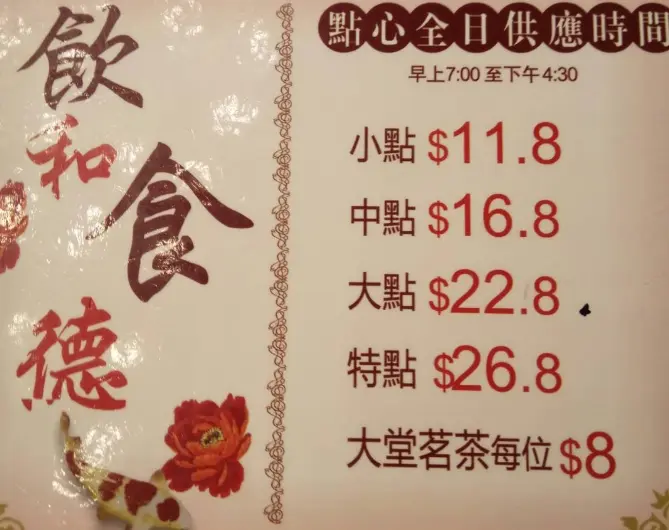 飲
和
食
德
點心全日供應時間
早上7:00 至下午4:30
小點 $11.8
中點 $16.8
大點 $22.8
特點 $26.8
大堂茗茶每位 $8